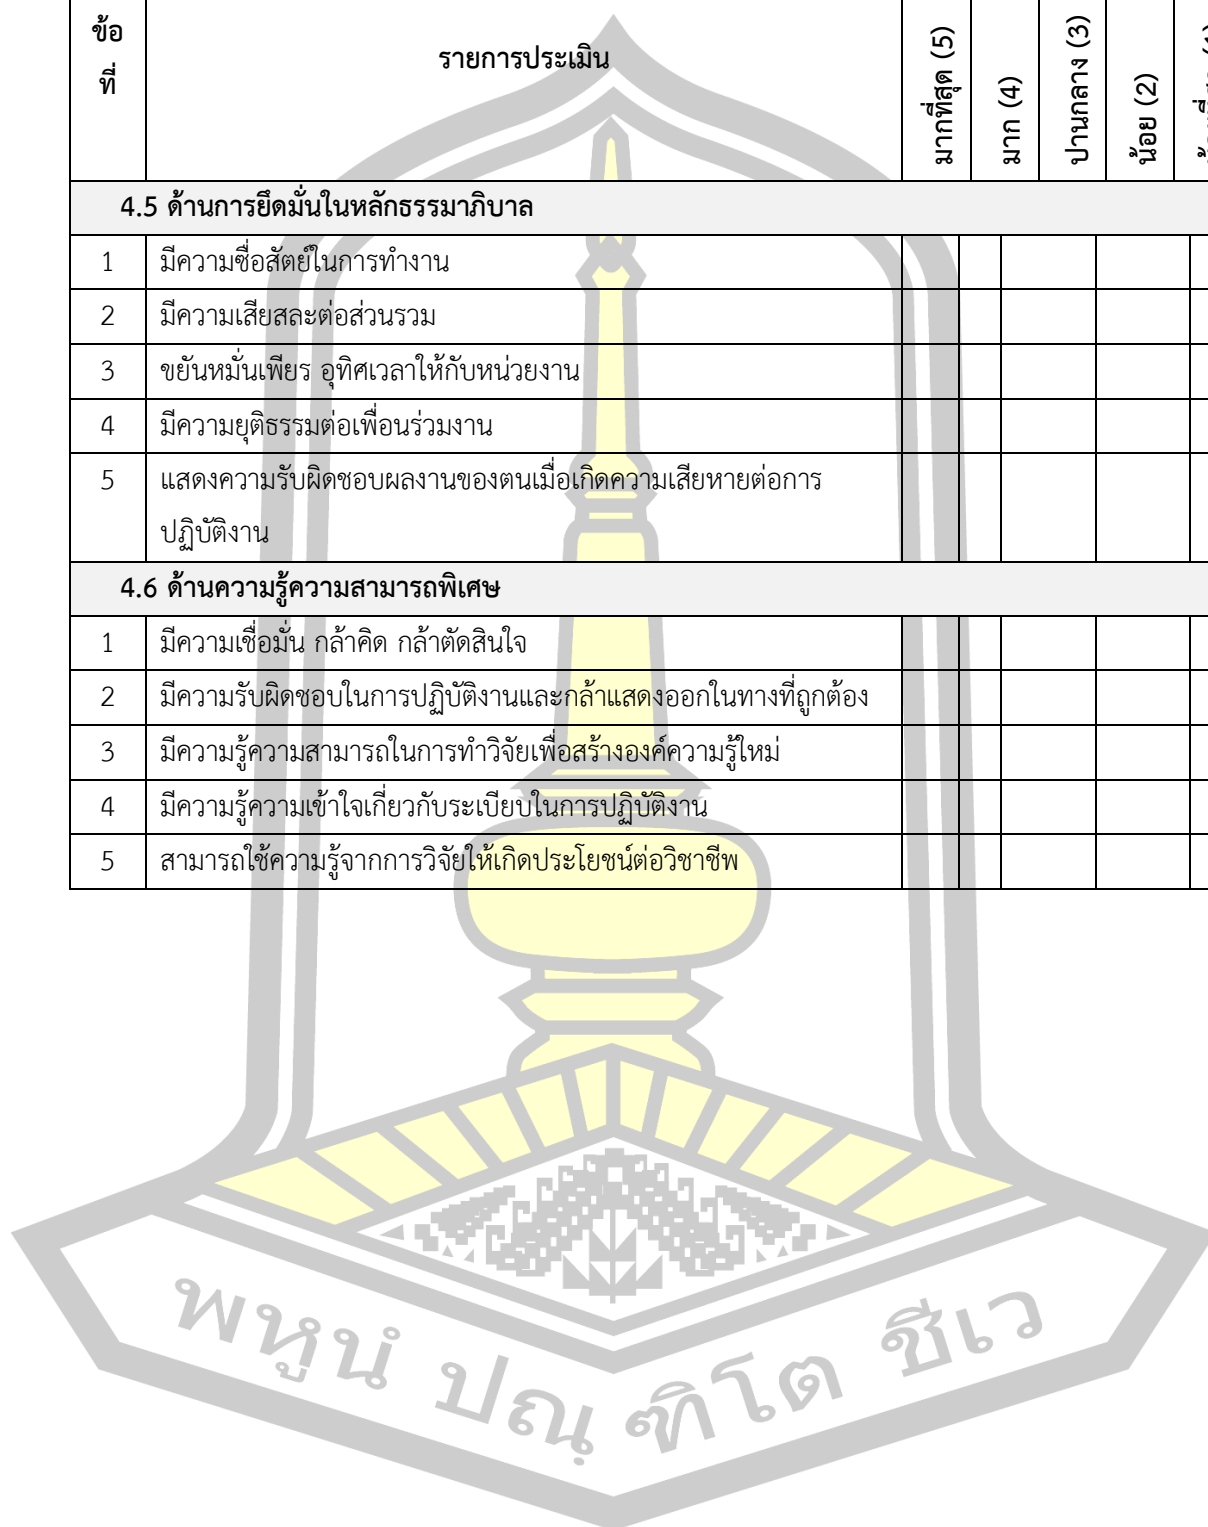 ข้อ
ที่
รายการประเมิน
มากที่สุด (5)
มาก (4)
ปานกลาง (3)
น้อย (2)
4.5 ด้านการยึดมั่นในหลักธรรมาภิบาล
1 มีความซื่อสัตย์ในการทำงาน
2 มีความเสียสละต่อส่วนรวม
3 ขยันหมั่นเพียร อุทิศเวลาให้กับหน่วยงาน
4 มีความยุติธรรมต่อเพื่อนร่วมงาน
5 แสดงความรับผิดชอบผลงานของตนเมื่อเกิดความเสียหายต่อการ
ปฏิบัติงาน
4.6 ด้านความรู้ความสามารถพิเศษ
1 มีความเชื่อมั่น กล้าคิด กล้าตัดสินใจ
2 มีความรับผิดชอบในการปฏิบัติงานและกล้าแสดงออกในทางที่ถูกต้อง
3 มีความรู้ความสามารถในการทำวิจัยเพื่อสร้างองค์ความรู้ใหม่
4 มีความรู้ความเข้าใจเกี่ยวกับระเบียบในการปฏิบัติงาน
5 สามารถใช้ความรู้จากการวิจัยให้เกิดประโยชน์ต่อวิชาชีพ
พหูนํ ปณฺฑิโต ชีเว